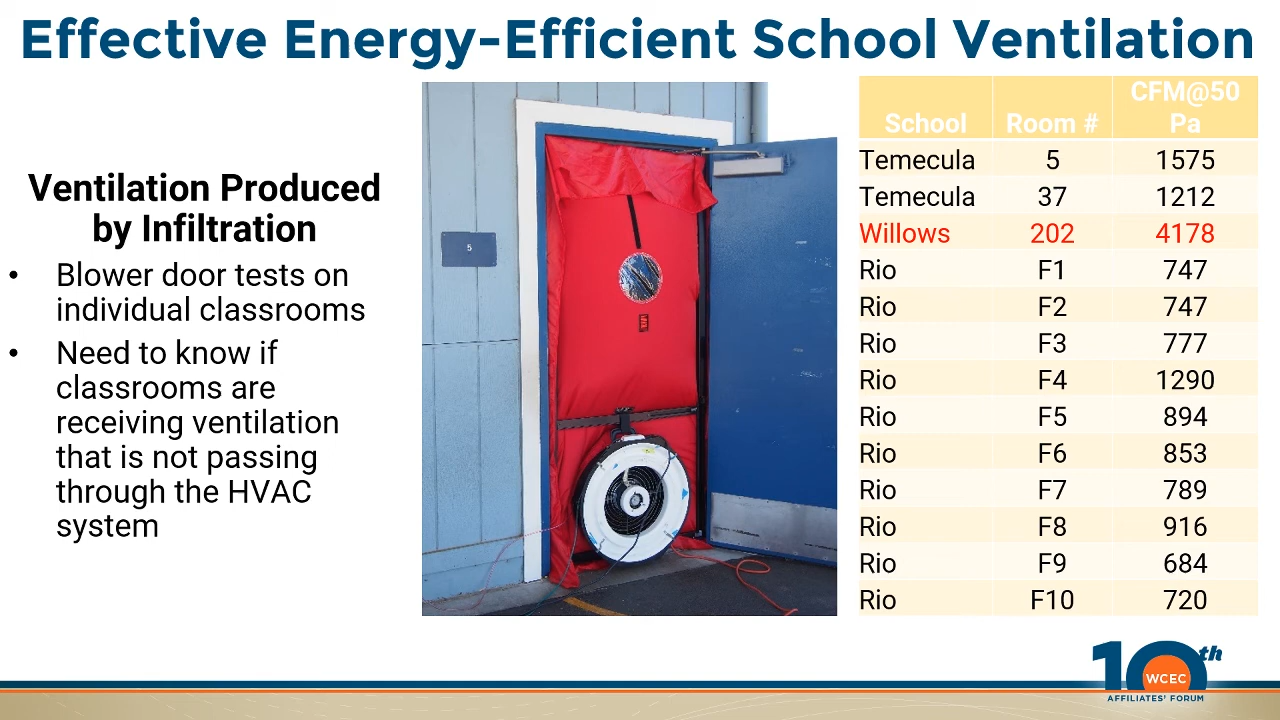 Effective Energy-Efficient School Ventilation
Ventilation Produced
by Infiltration
• Blower door tests on
individual classrooms
• Need to know if
classrooms are
receiving ventilation
that is not passing
through the HVAC
system
5
School Room # CFM@50 Pa
Temecula 5 1575
Temecula 37 1212
Willows 202 4178
Rio F1 747
Rio F2 747
Rio F3 777
Rio F4 1290
Rio F5 894
Rio F6 853
Rio F7 789
Rio F8 916
Rio F9 684
Rio F10 720
10th
WCEC
AFFILIATES' FORUM